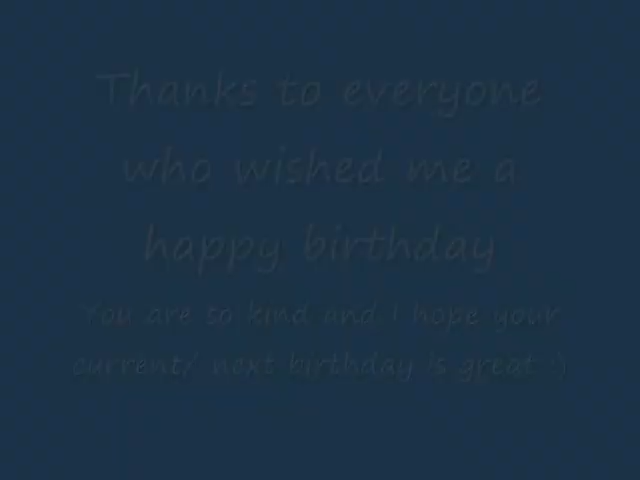 Thanks to everyone
who wished me a
happy birthday
You are to kind and I hope your
current/ next birthday is great :)